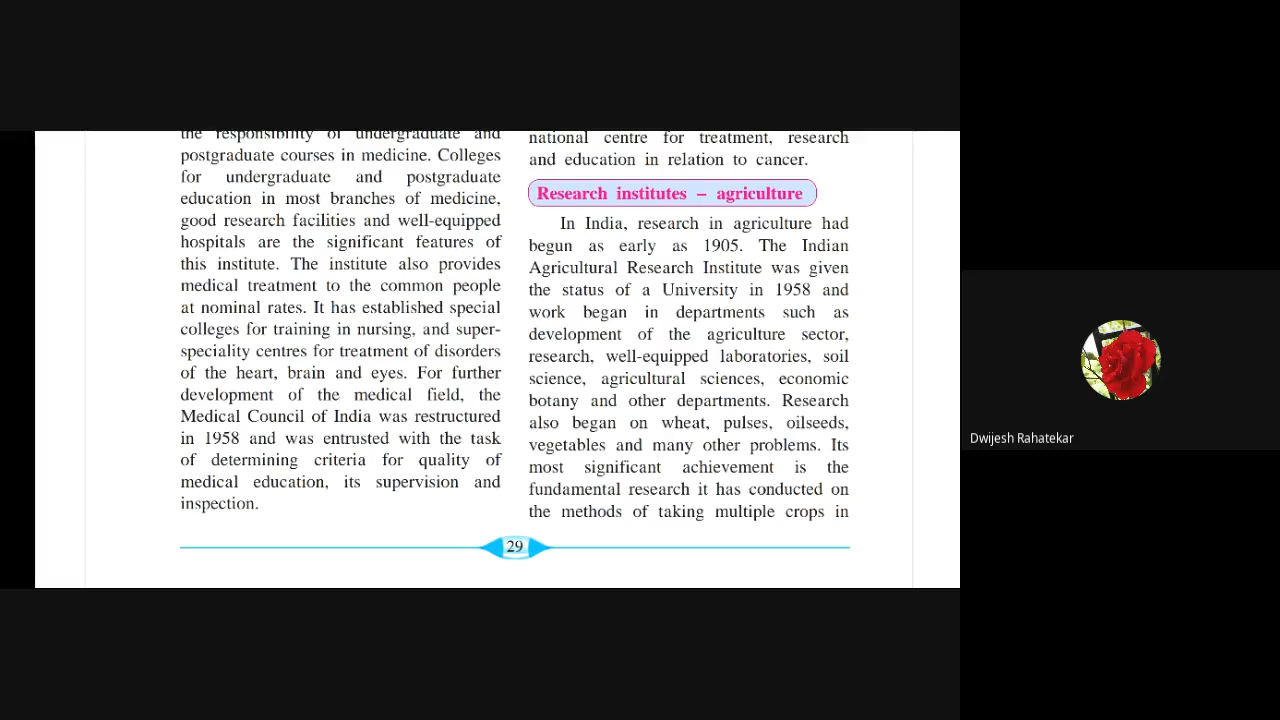 the responsibility of undergraduate and
postgraduate courses in medicine. Colleges
for undergraduate and postgraduate
education in most branches of medicine,
good research facilities and well-equipped
hospitals are the significant features of
this institute. The institute also provides
medical treatment to the common people
at nominal rates. It has established special
colleges for training in nursing, and super-
speciality centres for treatment of disorders
of the heart, brain and eyes. For further
development of the medical field, the
Medical Council of India was restructured
in 1958 and was entrusted with the task
of determining criteria for quality of
medical education, its supervision and
inspection.
national centre for treatment, research
and education in relation to cancer.
Research institutes – agriculture
In India, research in agriculture had
begun as early as 1905. The Indian
Agricultural Research Institute was given
the status of a University in 1958 and
work began in departments such as
development of the agriculture sector,
research, well-equipped laboratories, soil
science, agricultural sciences, economic
botany and other departments. Research
also began on wheat, pulses, oilseeds,
vegetables and many other problems. Its
most significant achievement is the
fundamental research it has conducted on
the methods of taking multiple crops in
29
Dwijesh Rahatekar